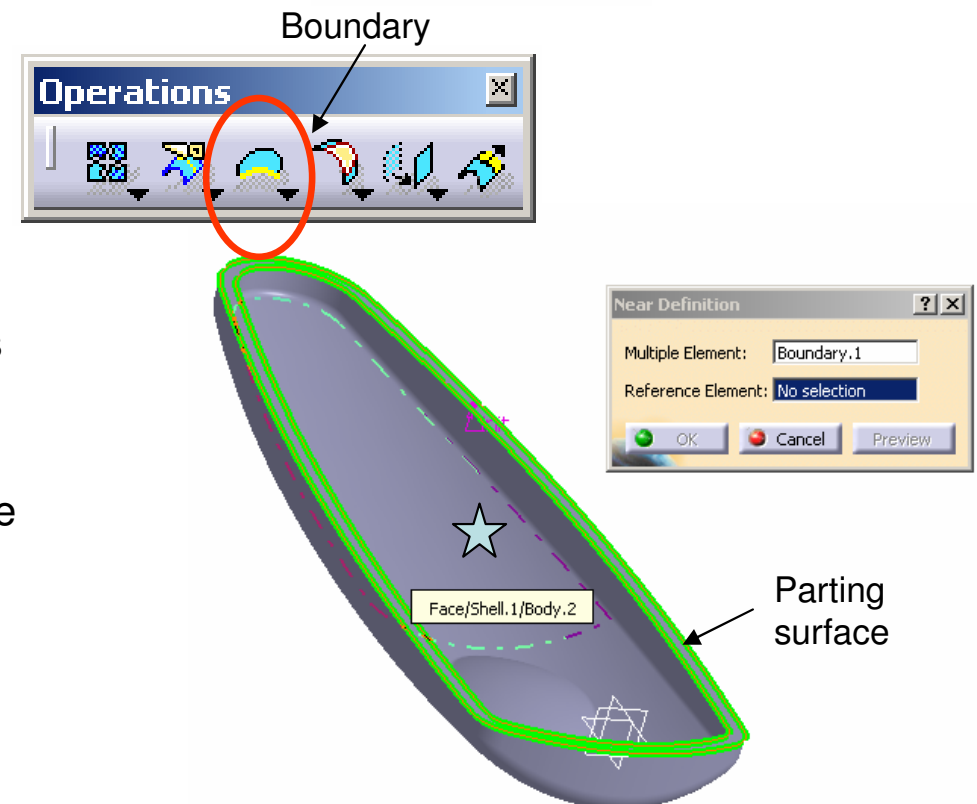 Boundary
Operations
s
e
Near Definition
Multiple Element: Boundary.1
Reference Element: No selection
OK Cancel Preview
Face/Shell.1/Body.2
Parting
surface